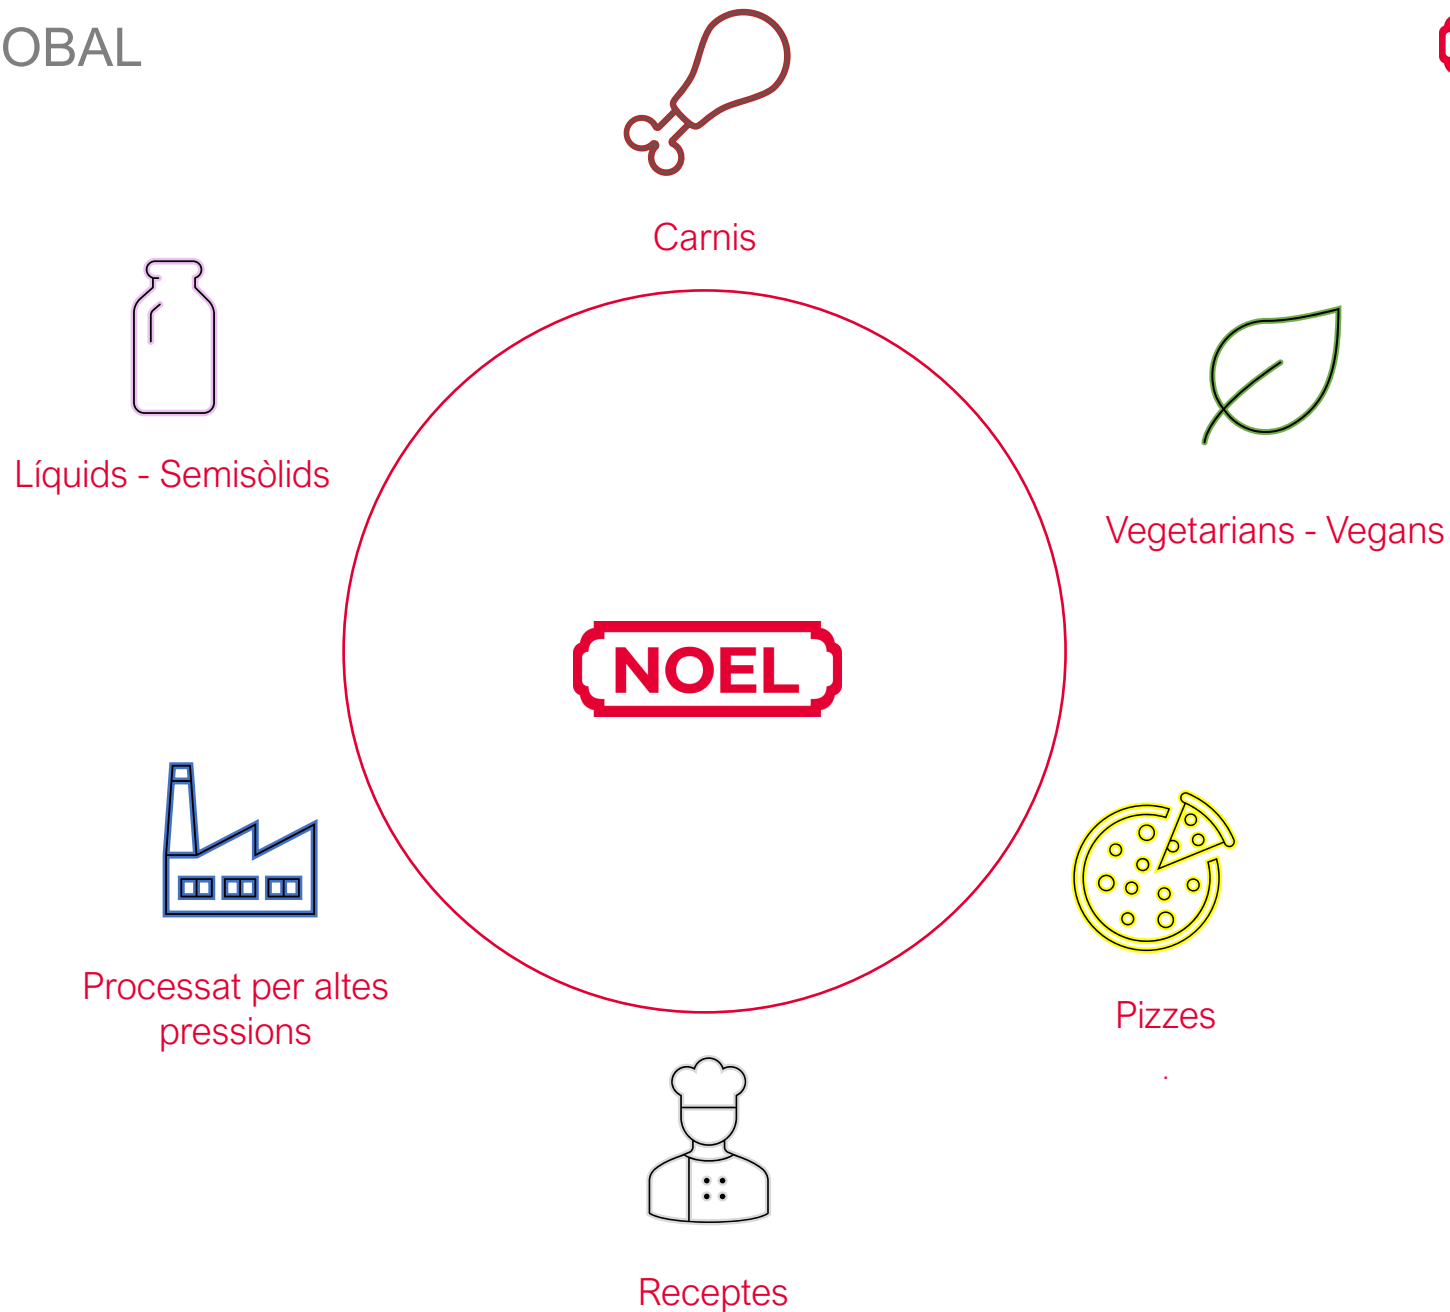 OBAL
Carnis
Líquids - Semisòlids
Vegetarians - Vegans
NOEL
Processat per altes
pressions
Pizzes
.
Receptes